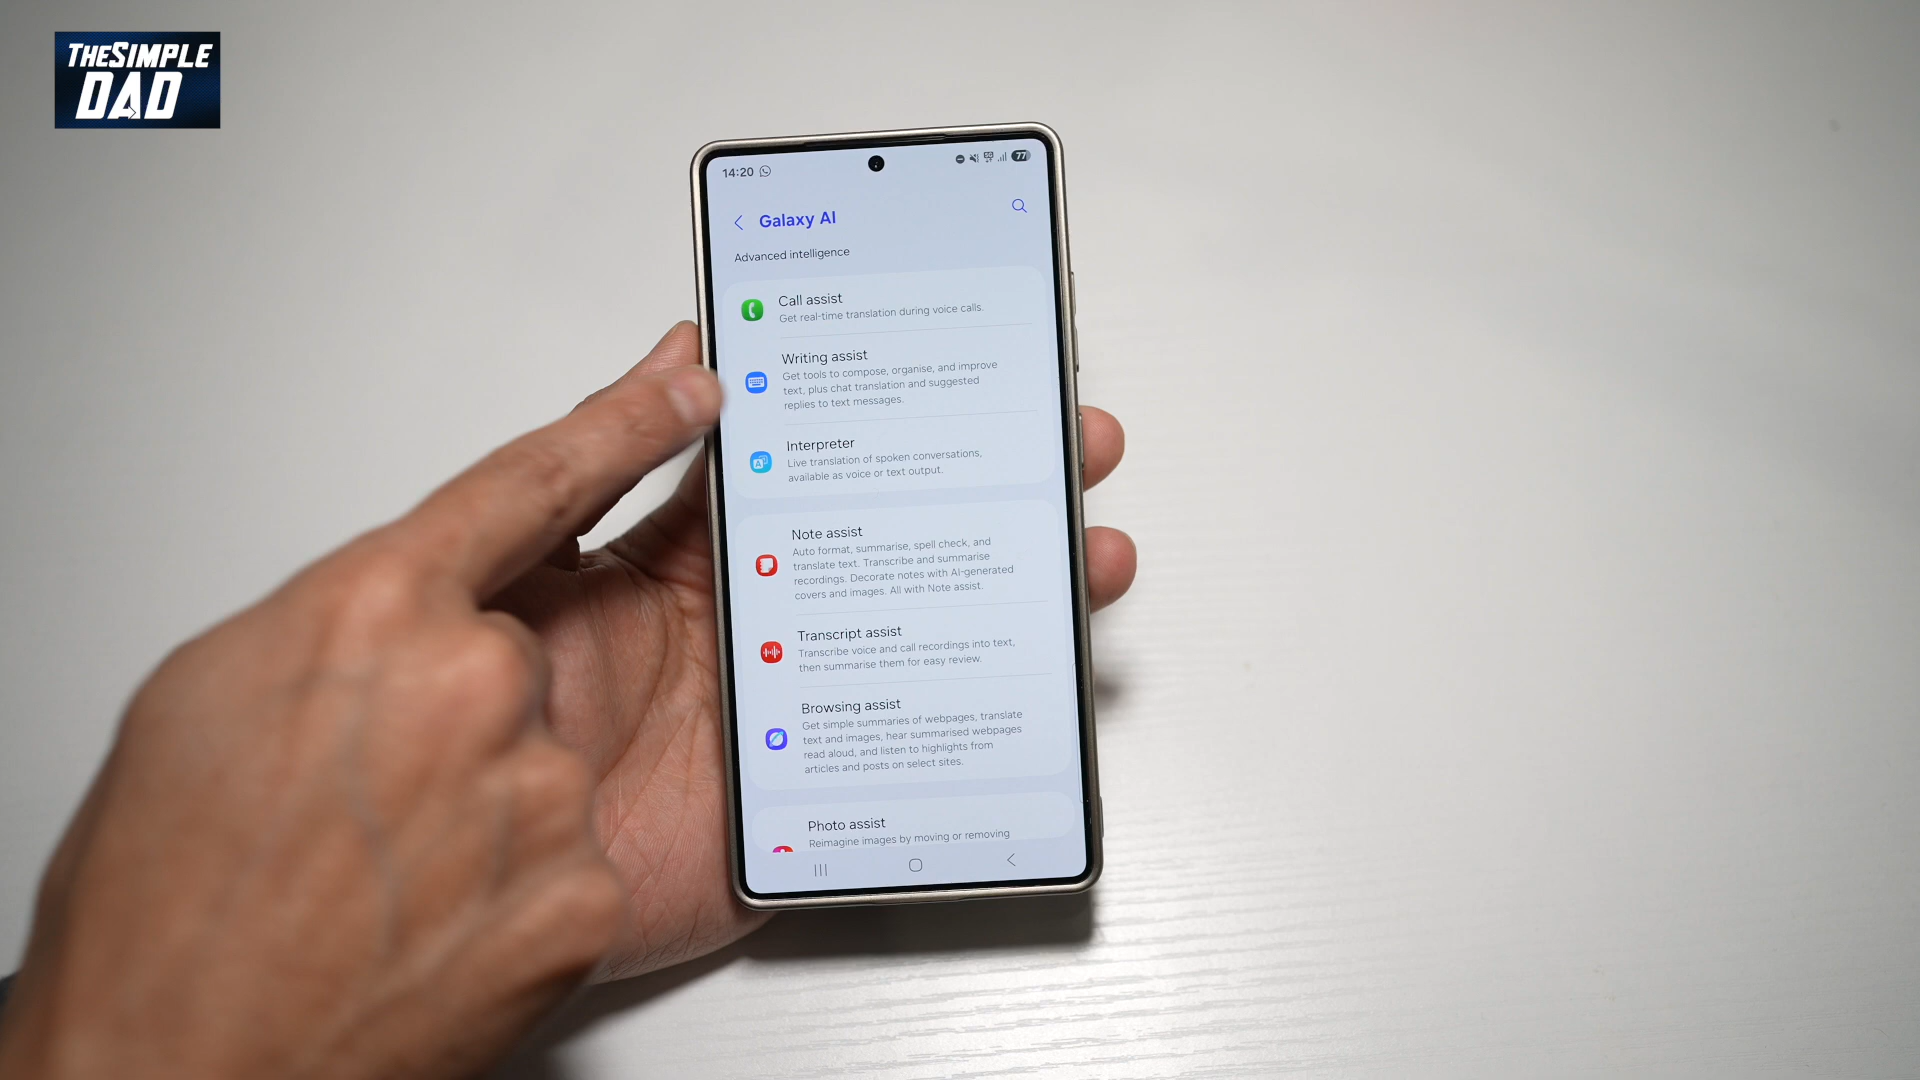 THESIMPLE
DAD
14:20
77
Galaxy AI
Advanced intelligence
Call assist
Get real-time translation during voice calls.
Writing assist
Get tools to compose, organise, and improve
text, plus chat translation and suggested
replies to text messages.
Interpreter
Live translation of spoken conversations,
available as voice or text output.
Note assist
Auto format, summarise, spell check, and
translate text. Transcribe and summarise
recordings. Decorate notes with AI-generated
covers and images. All with Note assist.
Transcript assist
Transcribe voice and call recordings into text,
then summarise them for easy review.
Browsing assist
Get simple summaries of webpages, translate
text and images, hear summarised webpages
read aloud, and listen to highlights from
articles and posts on select sites.
Photo assist
Reimagine images by moving or removing